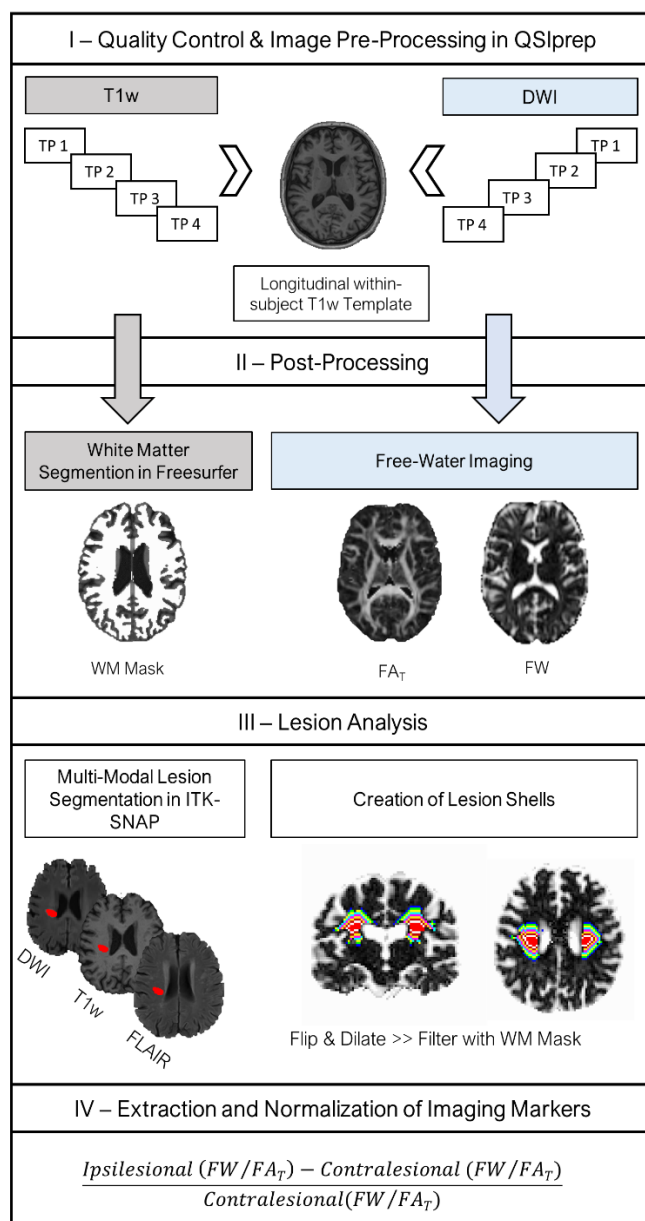 I – Quality Control & Image Pre-Processing in QSIprep
T1w
DWI
TP 1
TP 2
TP 3
TP 4
TP 1
TP 2
TP 3
TP 4
Longitudinal within-
subject T1w Template
II – Post-Processing
White Matter
Segmention in Freesurfer
Free-Water Imaging
WM Mask
FA_T
FW
III – Lesion Analysis
Multi-Modal Lesion
Segmentation in ITK-
SNAP
Creation of Lesion Shells
DWI
T1w
FLAIR
Flip & Dilate >> Filter with WM Mask
IV – Extraction and Normalization of Imaging Markers
Ipsilesional (FW/FA_T) − Contralesional (FW/FA_T)
Contralesional(FW/FA_T)